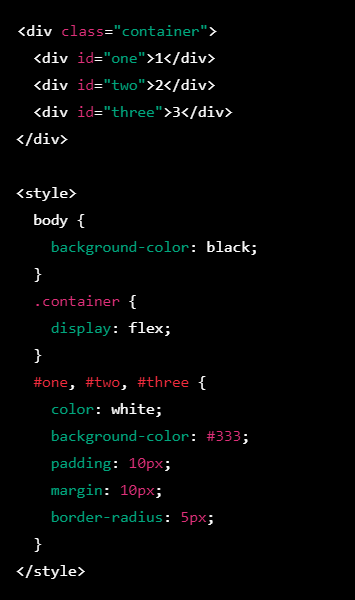 <div class="container">
  <div id="one">1</div>
  <div id="two">2</div>
  <div id="three">3</div>
</div>

<style>
  body {
    background-color: black;
  }
  .container {
    display: flex;
  }
  #one, #two, #three {
    color: white;
    background-color: #333;
    padding: 10px;
    margin: 10px;
    border-radius: 5px;
  }
</style>